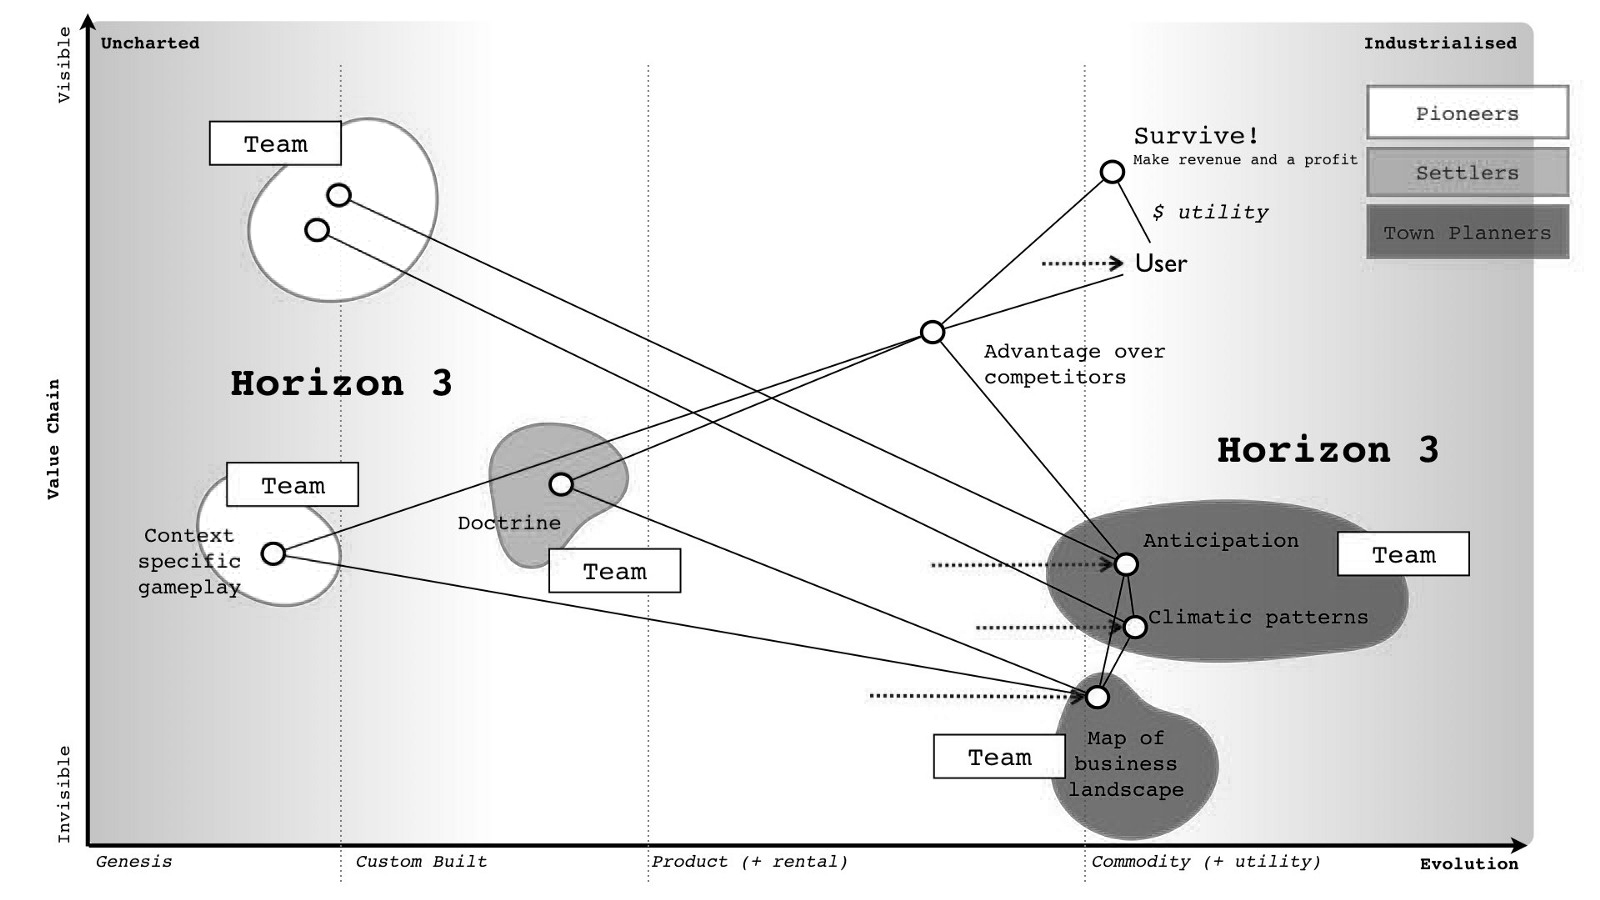 Visible
Uncharted
Industrialised
Pioneers
Settlers
Town Planners
Team
Survive!
Make revenue and a profit
$ utility
User
Advantage over
competitors
Horizon 3
Horizon 3
Value Chain
Team
Context
specific
gameplay
Doctrine
Team
Anticipation
Team
Climatic patterns
Team
Map of
business
landscape
Invisible
Genesis
Custom Built
Product (+ rental)
Commodity (+ utility)
Evolution